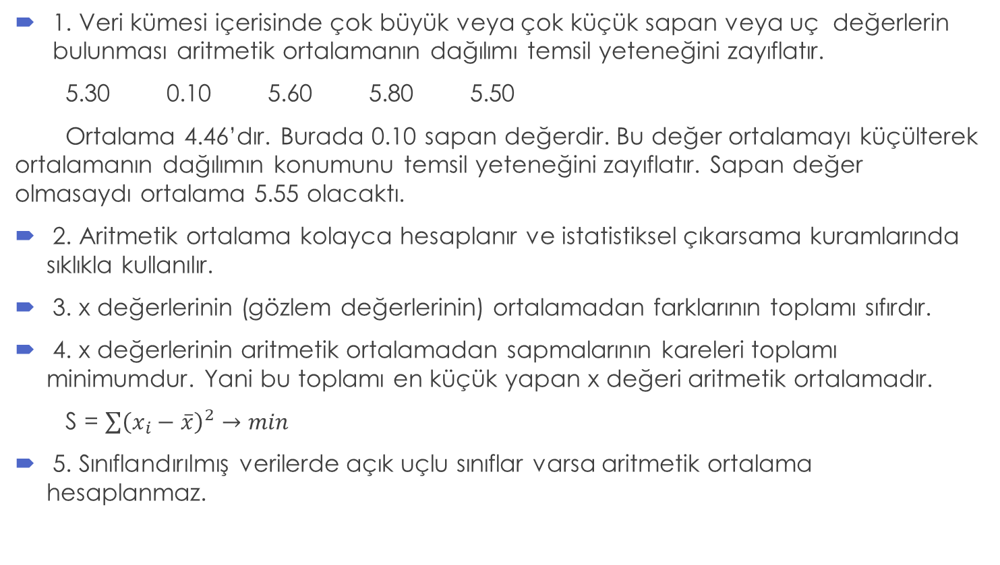 1. Veri kümesi içerisinde çok büyük veya çok küçük sapan veya uç değerlerin
bulunması aritmetik ortalamanın dağılımı temsil yeteneğini zayıflatır.
5.30 0.10 5.60 5.80 5.50
Ortalama 4.46’dır. Burada 0.10 sapan değerdir. Bu değer ortalamayı küçülterek
ortalamanın dağılımın konumunu temsil yeteneğini zayıflatır. Sapan değer
olmasaydı ortalama 5.55 olacaktı.
2. Aritmetik ortalama kolayca hesaplanır ve istatistiksel çıkarsama kuramlarında
sıklıkla kullanılır.
3. x değerlerinin (gözlem değerlerinin) ortalamadan farklarının toplamı sıfırdır.
4. x değerlerinin aritmetik ortalamadan sapmalarının kareleri toplamı
minimumdur. Yani bu toplamı en küçük yapan x değeri aritmetik ortalamadır.
S = ∑(xᵢ − x̄)² → min
5. Sınıflandırılmış verilerde açık uçlu sınıflar varsa aritmetik ortalama
hesaplanmaz.